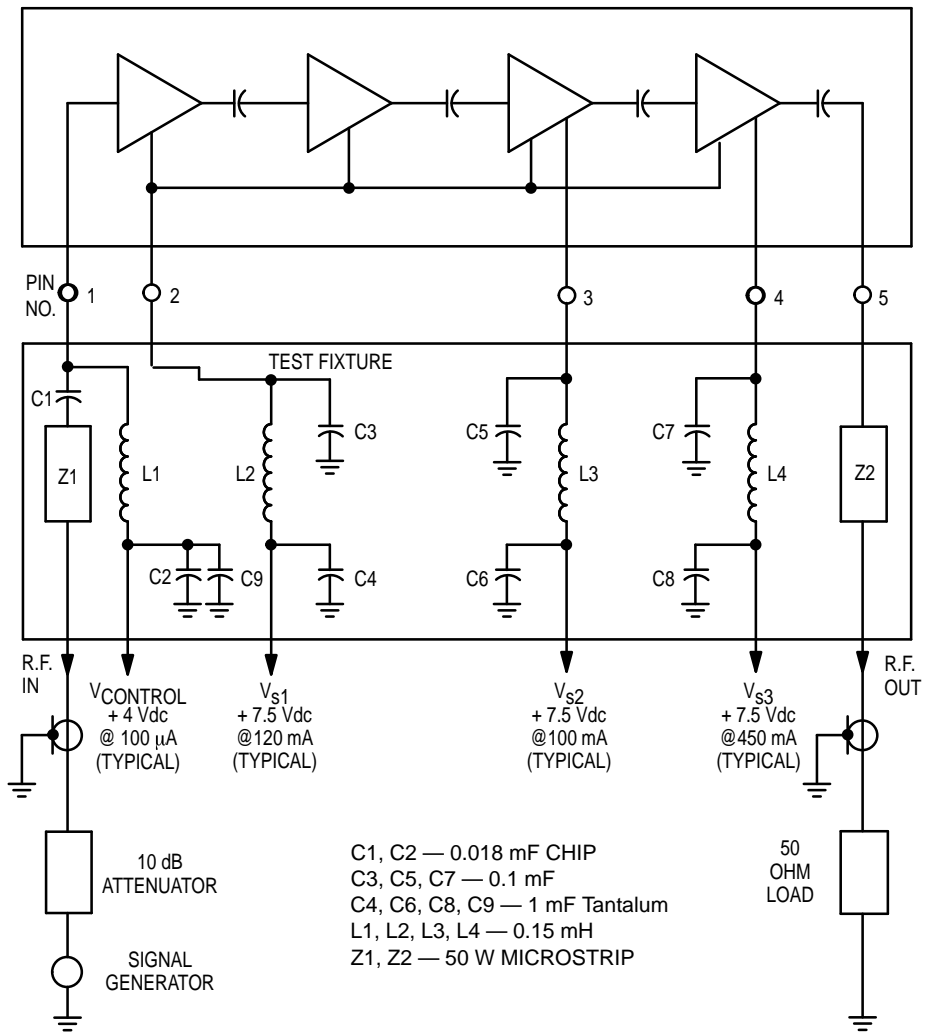 PIN
NO.
1
2
3
4
5
TEST FIXTURE
C1
C3
C5
C7
Z1
L1
L2
L3
L4
Z2
C2
C9
C4
C6
C8
R.F.
IN
VCONTROL
+ 4 Vdc
@ 100 µA
(TYPICAL)
Vs1
+ 7.5 Vdc
@120 mA
(TYPICAL)
Vs2
+ 7.5 Vdc
@100 mA
(TYPICAL)
Vs3
+ 7.5 Vdc
@450 mA
(TYPICAL)
R.F.
OUT
10 dB
ATTENUATOR
SIGNAL
GENERATOR
C1, C2 — 0.018 mF CHIP
C3, C5, C7 — 0.1 mF
C4, C6, C8, C9 — 1 mF Tantalum
L1, L2, L3, L4 — 0.15 mH
Z1, Z2 — 50 W MICROSTRIP
50
OHM
LOAD